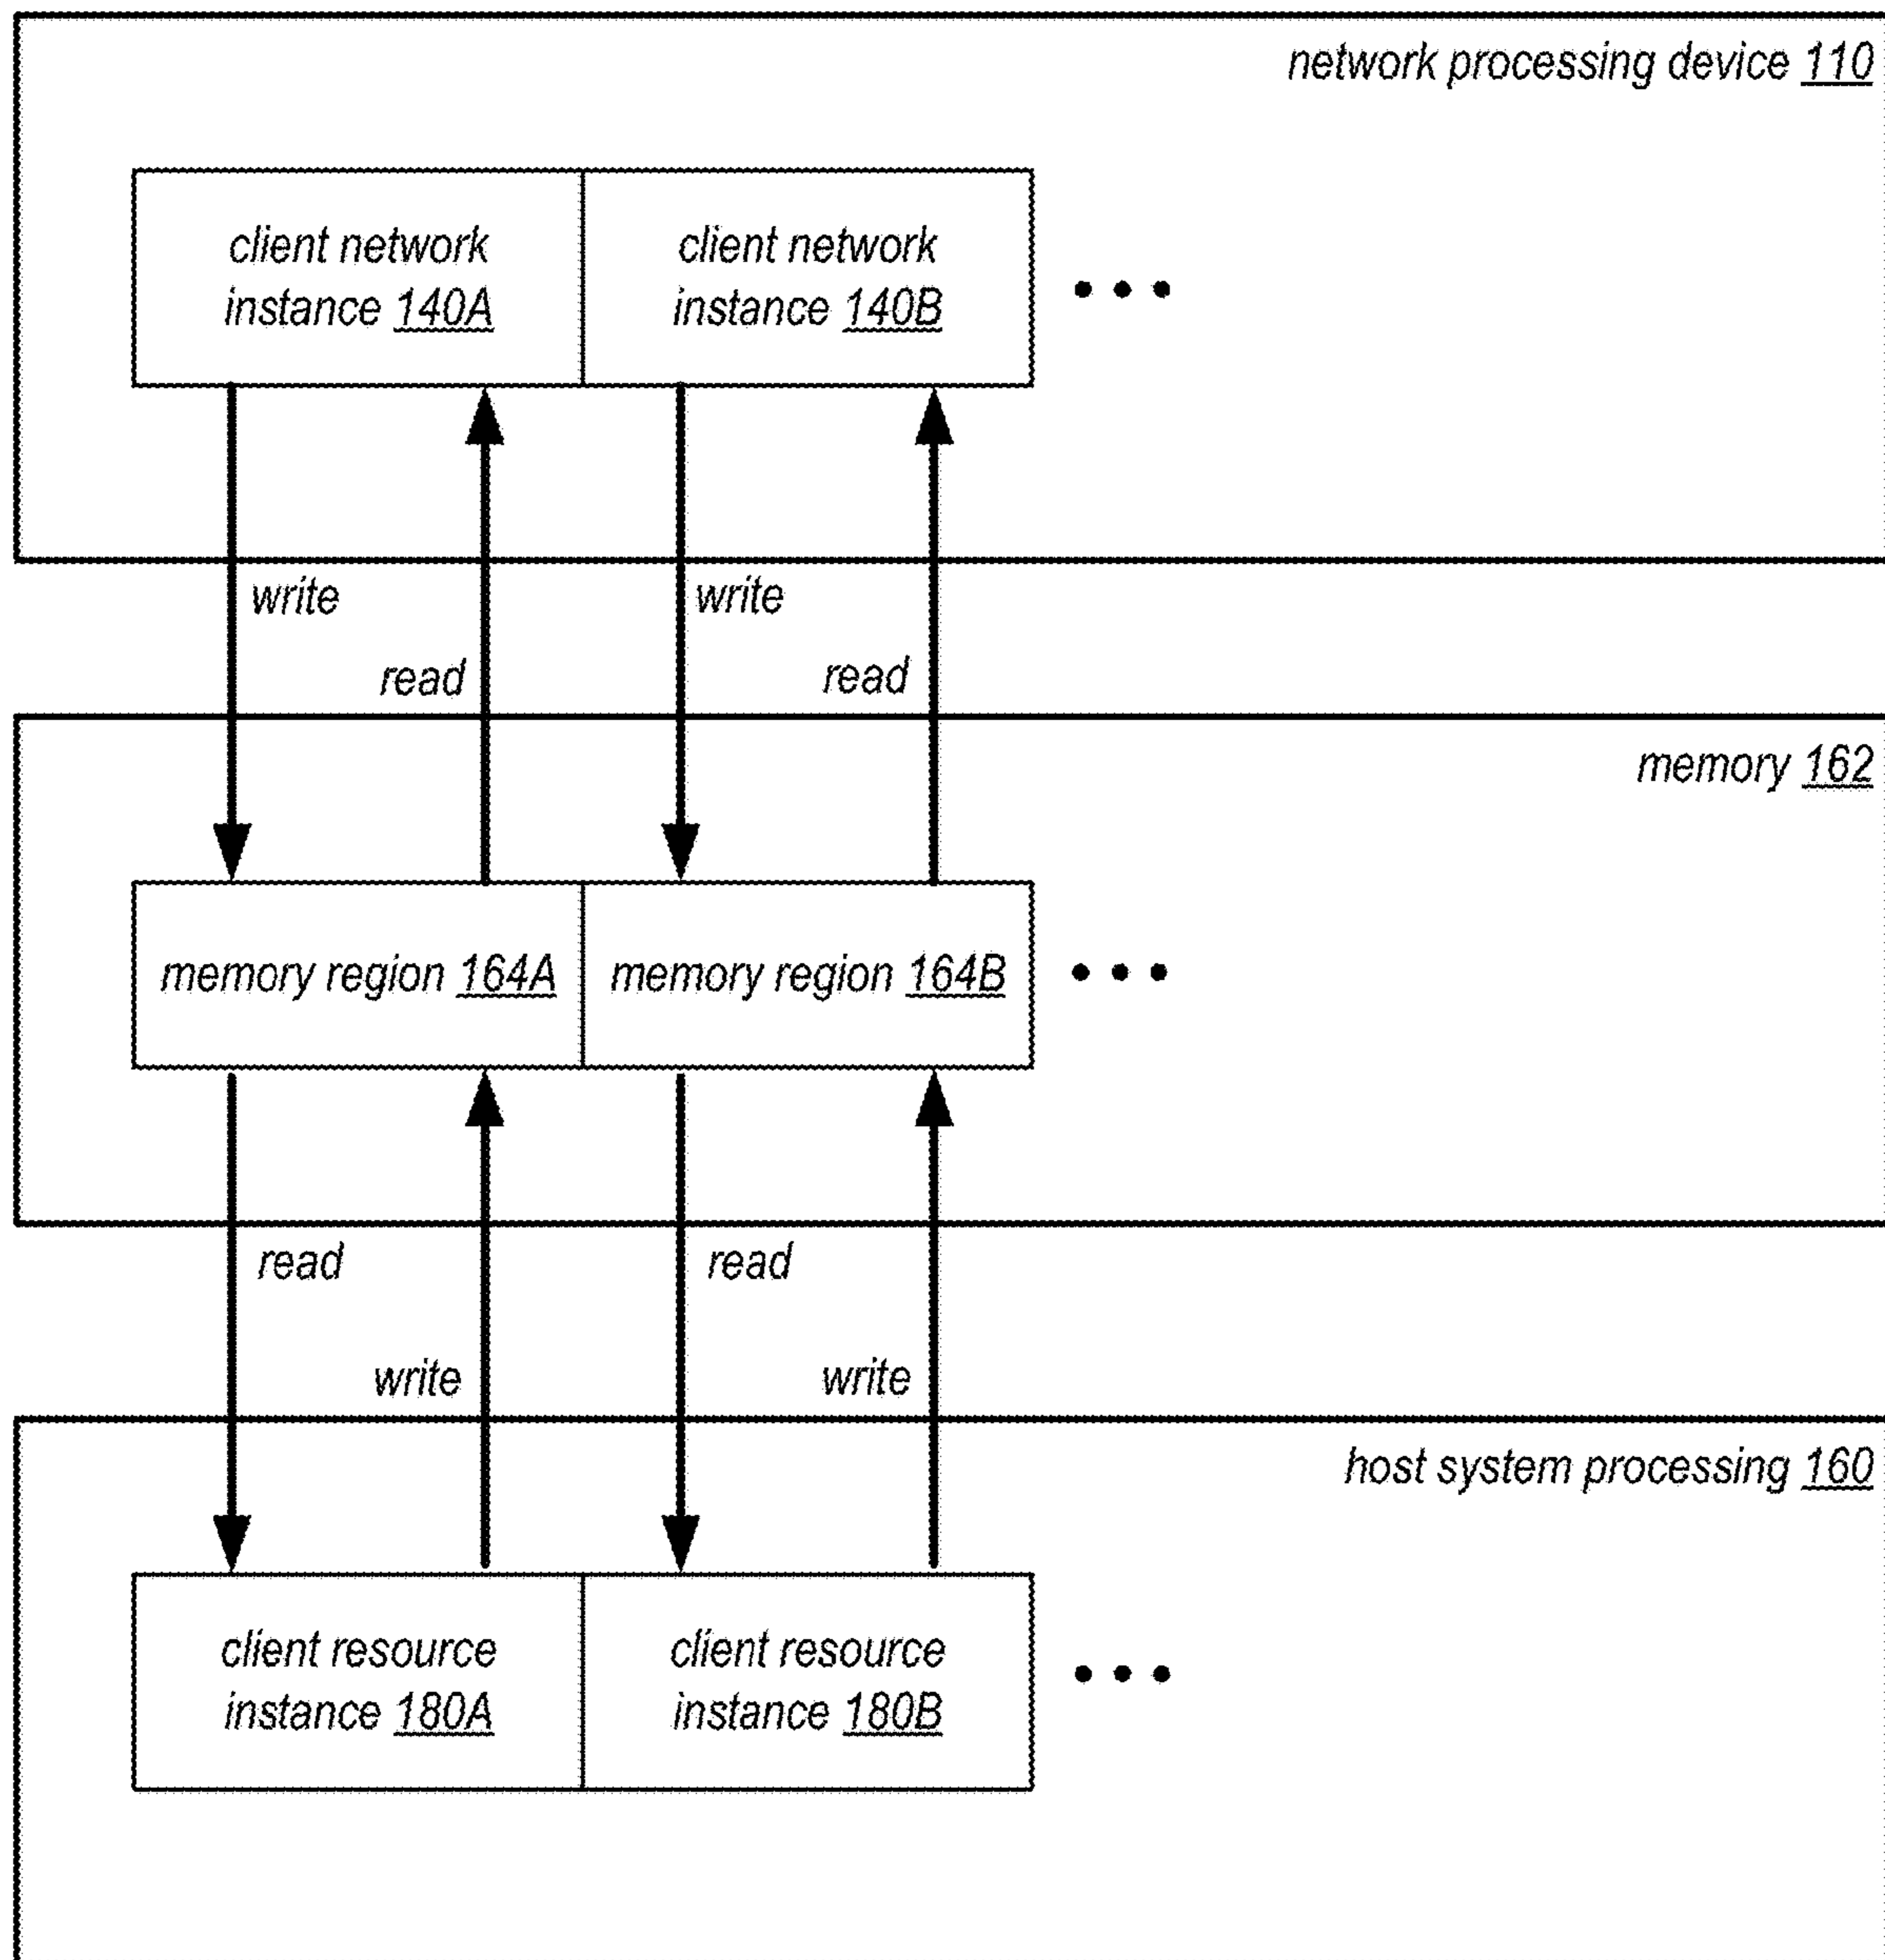 network processing device 110
client network
instance 140A
client network
instance 140B
write
write
read
read
memory 162
memory region 164A
memory region 164B
read
read
write
write
host system processing 160
client resource
instance 180A
client resource
instance 180B